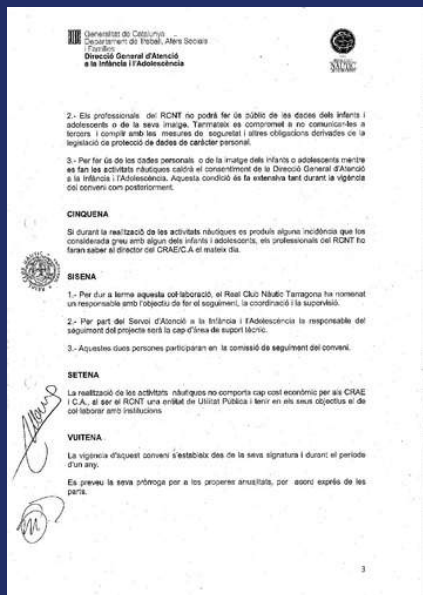 Generalitat de Catalunya
Departament de Treball, Afers Socials
i Famílies
Direcció General d'Atenció
a la Infància i l'Adolescència
NÀUTIC
2.- Els professionals del RCNT no podrà fer ús públic de les dades dels infants i
adolescents o de la seva imatge. Tanmateix es compromet a no comunicar-les a
tercers i complir amb les mesures de seguretat i altres obligacions derivades de la
legislació de protecció de dades de caràcter personal.
3.- Per fer ús de los dades personals o de la imatge dels infants o adolescents mentre
es fan les activitats nàutiques caldrà el consentiment de la Direcció General d'Atenció
a la Infància i l'Adolescència. Aquesta condició és fa extensiva tant durant la vigència
del conveni com posteriorment.
CINQUENA
Si durant la realització de les activitats nàutiques es produís alguna incidència que fos
considerada greu amb algun dels infants i adolescents, els professionals del RCNT ho
faran saber al director del CRAE/C.A el mateix dia.
SISENA
1.- Per dur a terme aquesta col·laboració, el Real Club Nàutic Tarragona ha nomenat
un responsable amb l'objectiu de fer el seguiment, la coordinació i la supervisió.
2.- Per part del Servei d'Atenció a la Infància i l'Adolescència la responsable del
seguiment del projecte serà la cap d'àrea de suport tècnic.
3.- Aquestes dues persones participaran en la comissió de seguiment del conveni.
SETENA
La realització de les activitats nàutiques no comporta cap cost econòmic per als CRAE
i C.A., al ser el RCNT una entitat de Utilitat Pública i tenir en els seus objectius el de
col·laborar amb institucions
VUITENA
La vigència d'aquest conveni s'estableix des de la seva signatura i durant el període
d'un any.
Es preveu la seva pròrroga per a les properes anualitats, per acord exprés de les
parts.
3